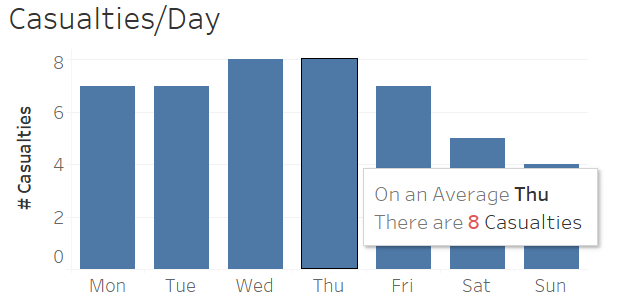 Casualties/Day
# Casualties
8
6
4
2
0
On an Average Thu
There are 8 Casualties
Mon Tue Wed Thu Fri Sat Sun